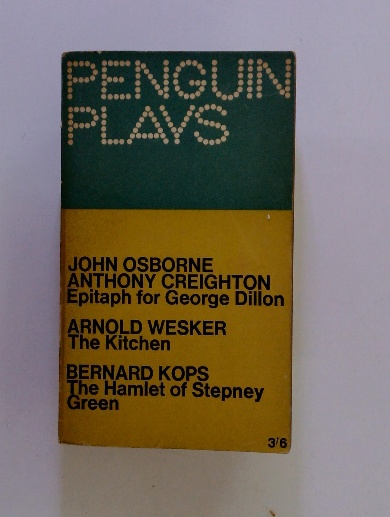 PENGUIN
PLAYS
JOHN OSBORNE
ANTHONY CREIGHTON
Epitaph for George Dillon
ARNOLD WESKER
The Kitchen
BERNARD KOPS
The Hamlet of Stepney
Green
3/6